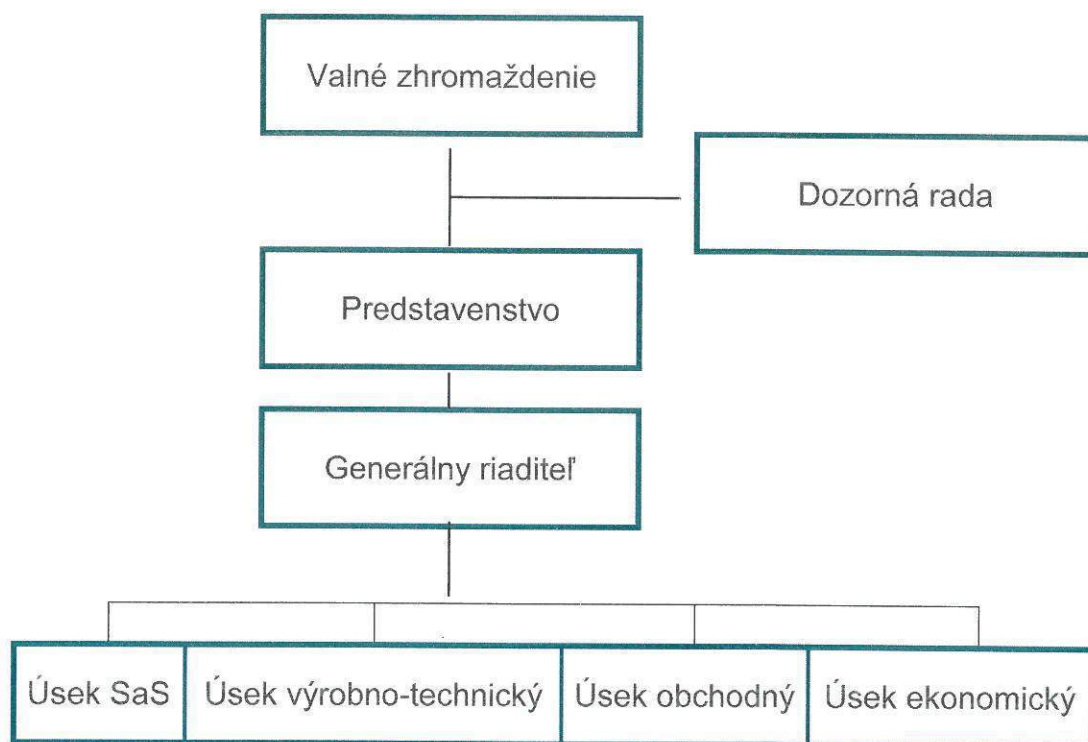 Valné zhromaždenie
Dozorná rada
Predstavenstvo
Generálny riaditeľ
Úsek SaS
Úsek výrobno-technický
Úsek obchodný
Úsek ekonomický